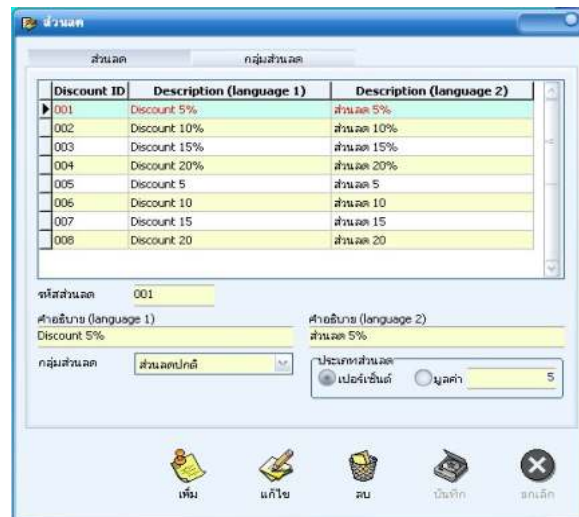 ส่วนลด
ส่วนลด กลุ่มส่วนลด
Discount ID Description (language 1) Description (language 2)
001 Discount 5% ส่วนลด 5%
002 Discount 10% ส่วนลด 10%
003 Discount 15% ส่วนลด 15%
004 Discount 20% ส่วนลด 20%
005 Discount 5 ส่วนลด 5
006 Discount 10 ส่วนลด 10
007 Discount 15 ส่วนลด 15
008 Discount 20 ส่วนลด 20
รหัสส่วนลด 001
คำอธิบาย (language 1) คำอธิบาย (language 2)
Discount 5% ส่วนลด 5%
กลุ่มส่วนลด ส่วนลดปกติ ประเภทส่วนลด
เปอร์เซ็นต์ มูลค่า 5
เพิ่ม แก้ไข ลบ บันทึก ยกเลิก